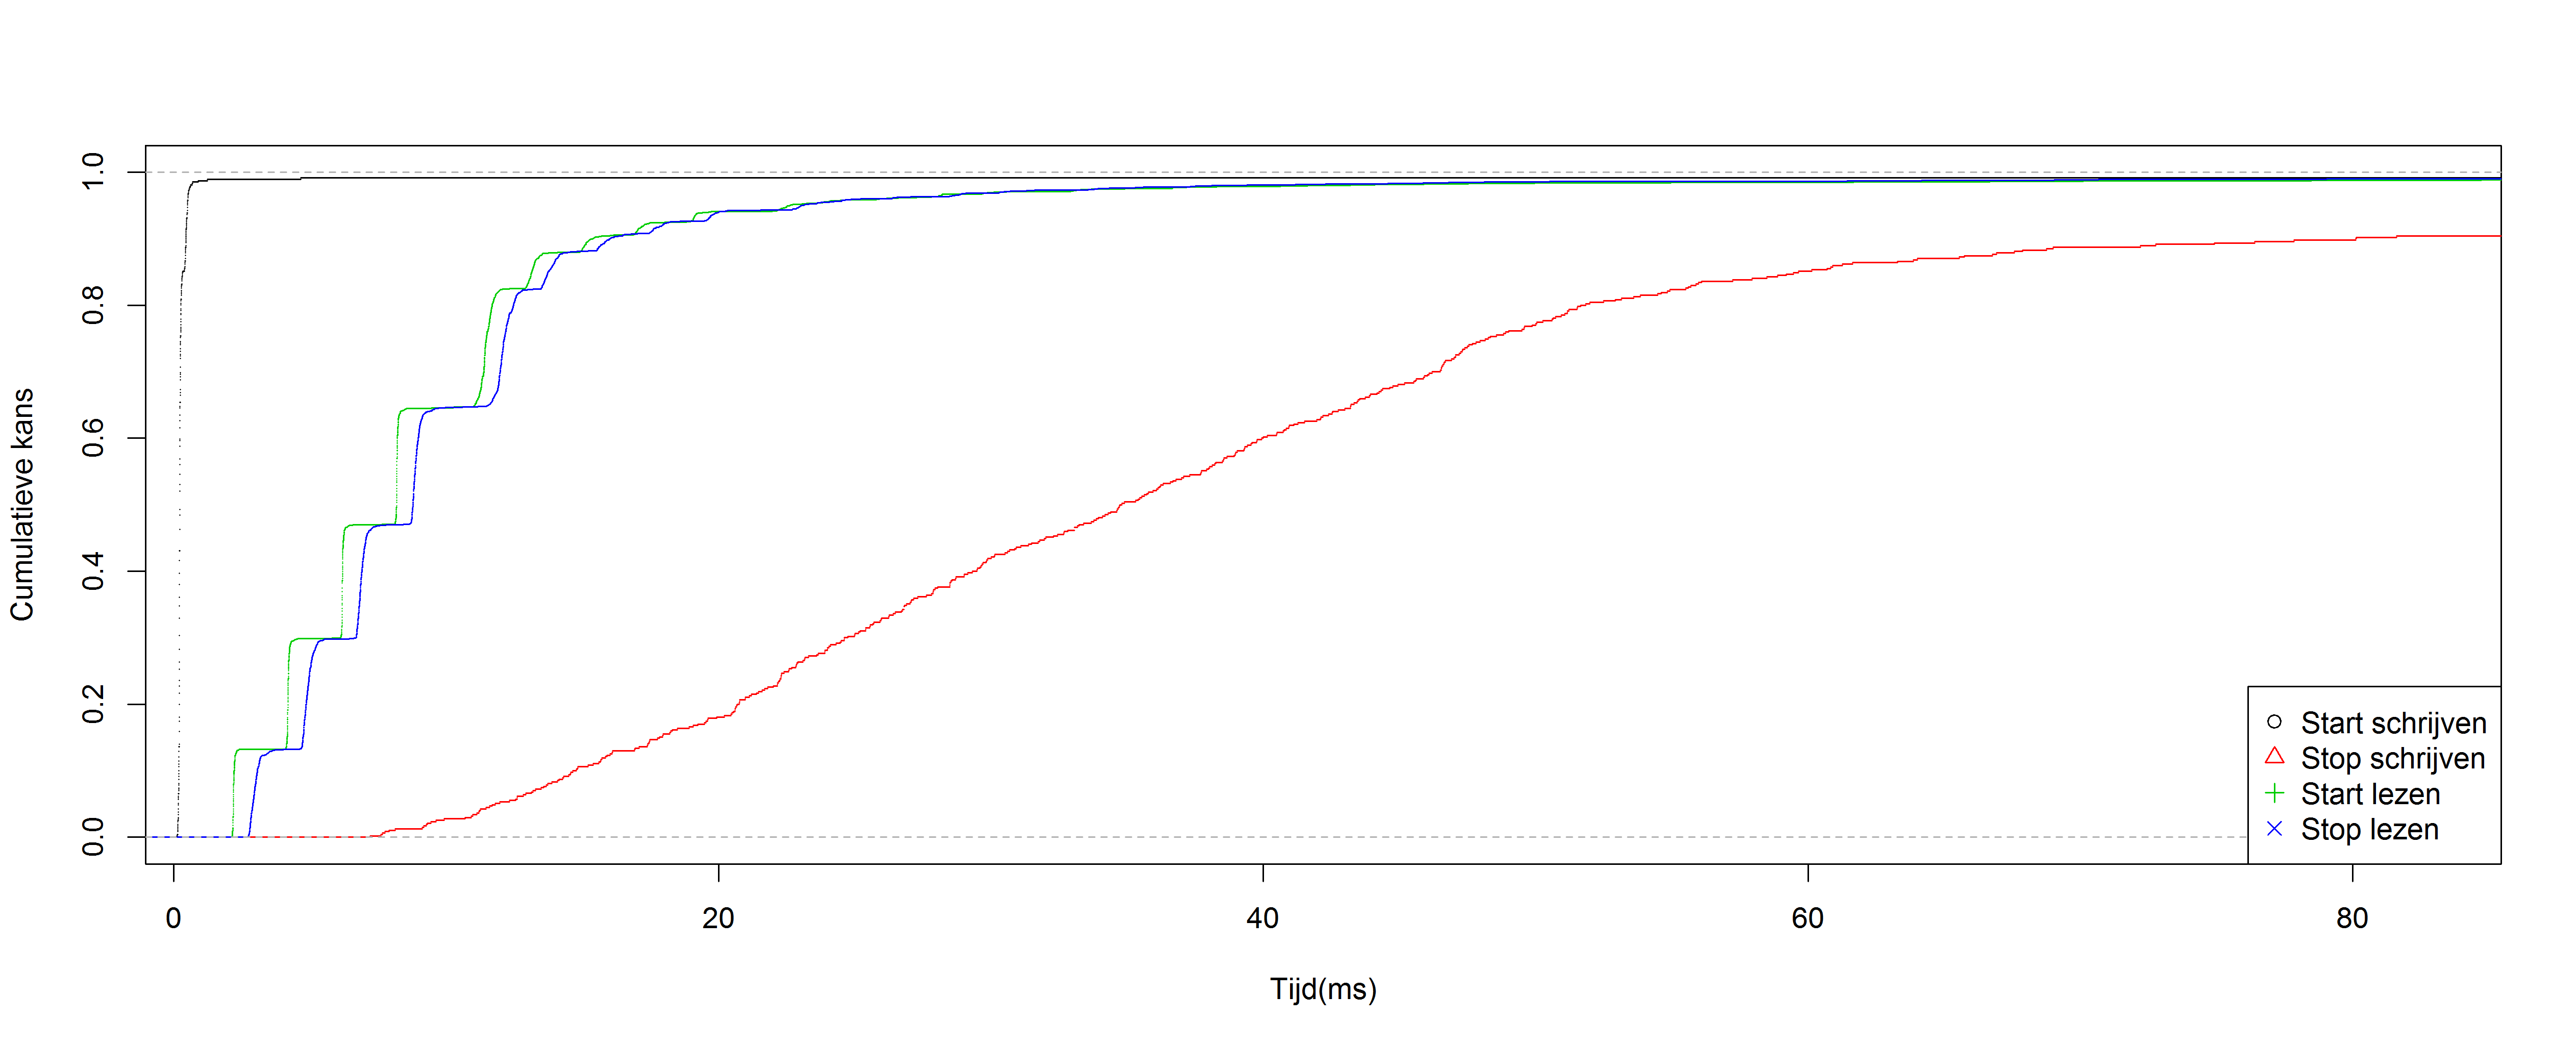 Cumulatieve kans
1.0
0.8
0.6
0.4
0.2
0.0
0 20 40 60 80
Tijd(ms)
Start schrijven
Stop schrijven
Start lezen
Stop lezen